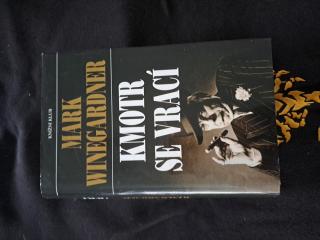 KNIŽNÍ KLUB
MARK
WINEGARDNER
KMOTR
SE VRACÍ